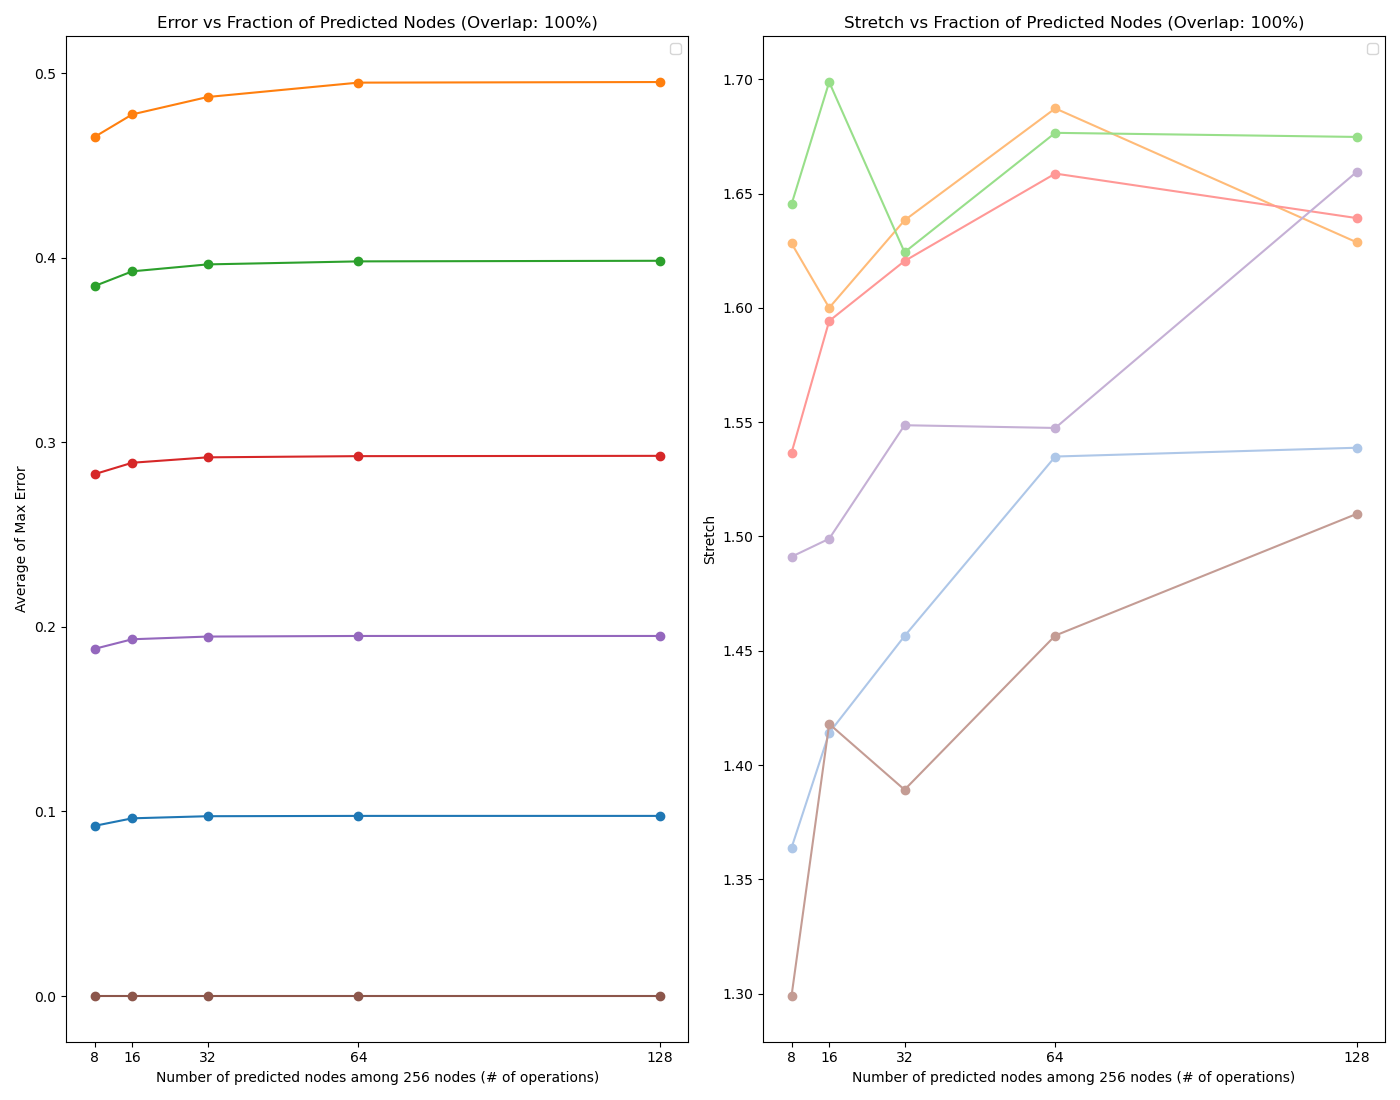 Error vs Fraction of Predicted Nodes (Overlap: 100%)
0.5
0.4
0.3
0.2
0.1
0.0
Average of Max Error
8 16 32 64 128
Number of predicted nodes among 256 nodes (# of operations)
Stretch vs Fraction of Predicted Nodes (Overlap: 100%)
1.70
1.65
1.60
1.55
1.50
1.45
1.40
1.35
1.30
Stretch
8 16 32 64 128
Number of predicted nodes among 256 nodes (# of operations)